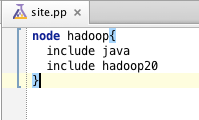 site.pp
node hadoop{
  include java
  include hadoop20
}